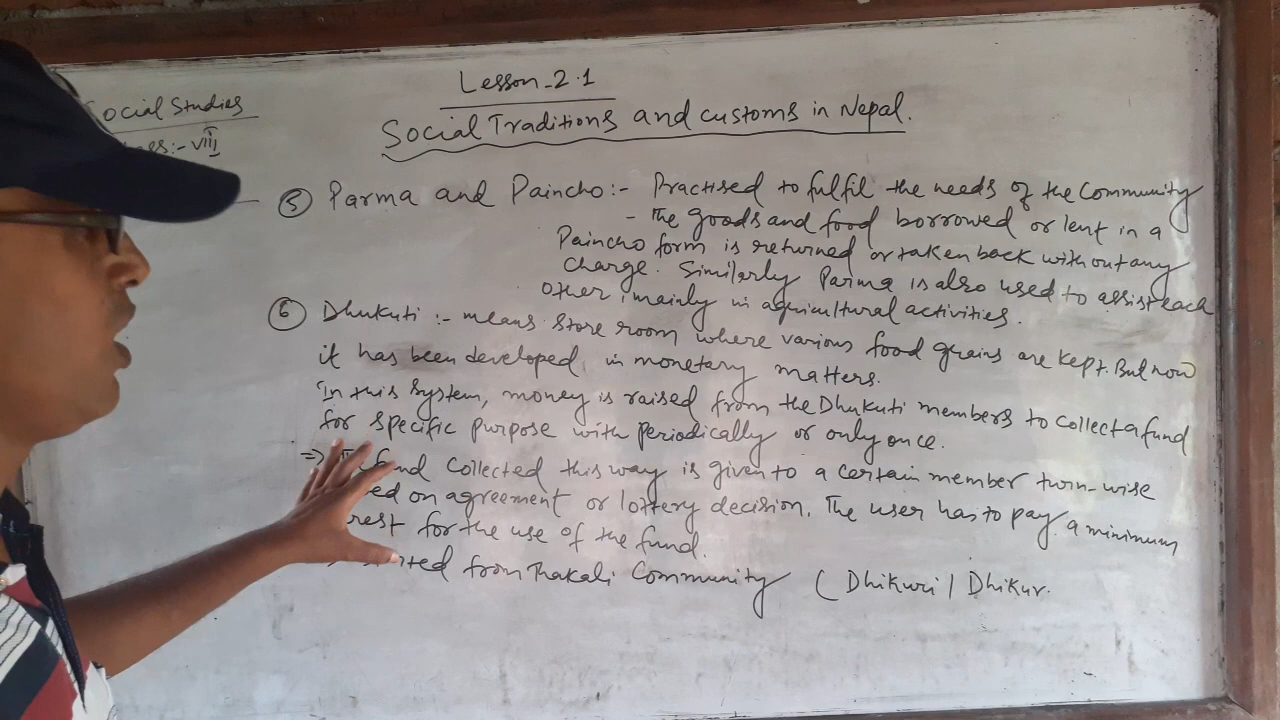 Lesson-2.1
Social Studies
Social Traditions and customs in Nepal.
:- VIII
5 Parma and Paincho:- Practised to fulfil the needs of the Community
- The goods and food borrowed or lent in a
Paincho form is returned or taken back without any
charge. Similarly Parma is also used to assist each
other, mainly in agricultural activities.
6 Dhukuti :- means store room where various food grains are kept. But now
it has been developed in monetary matters.
In this system, money is raised from the Dhukuti members to collect a fund
for specific purpose with periodically or only once.
=> fund collected this way is given to a certain member turn-wise
ed on agreement or lottery decision. The user has to pay a minimum
rest for the use of the fund.
ted from Thakali Community ( Dhikuri / Dhikur.